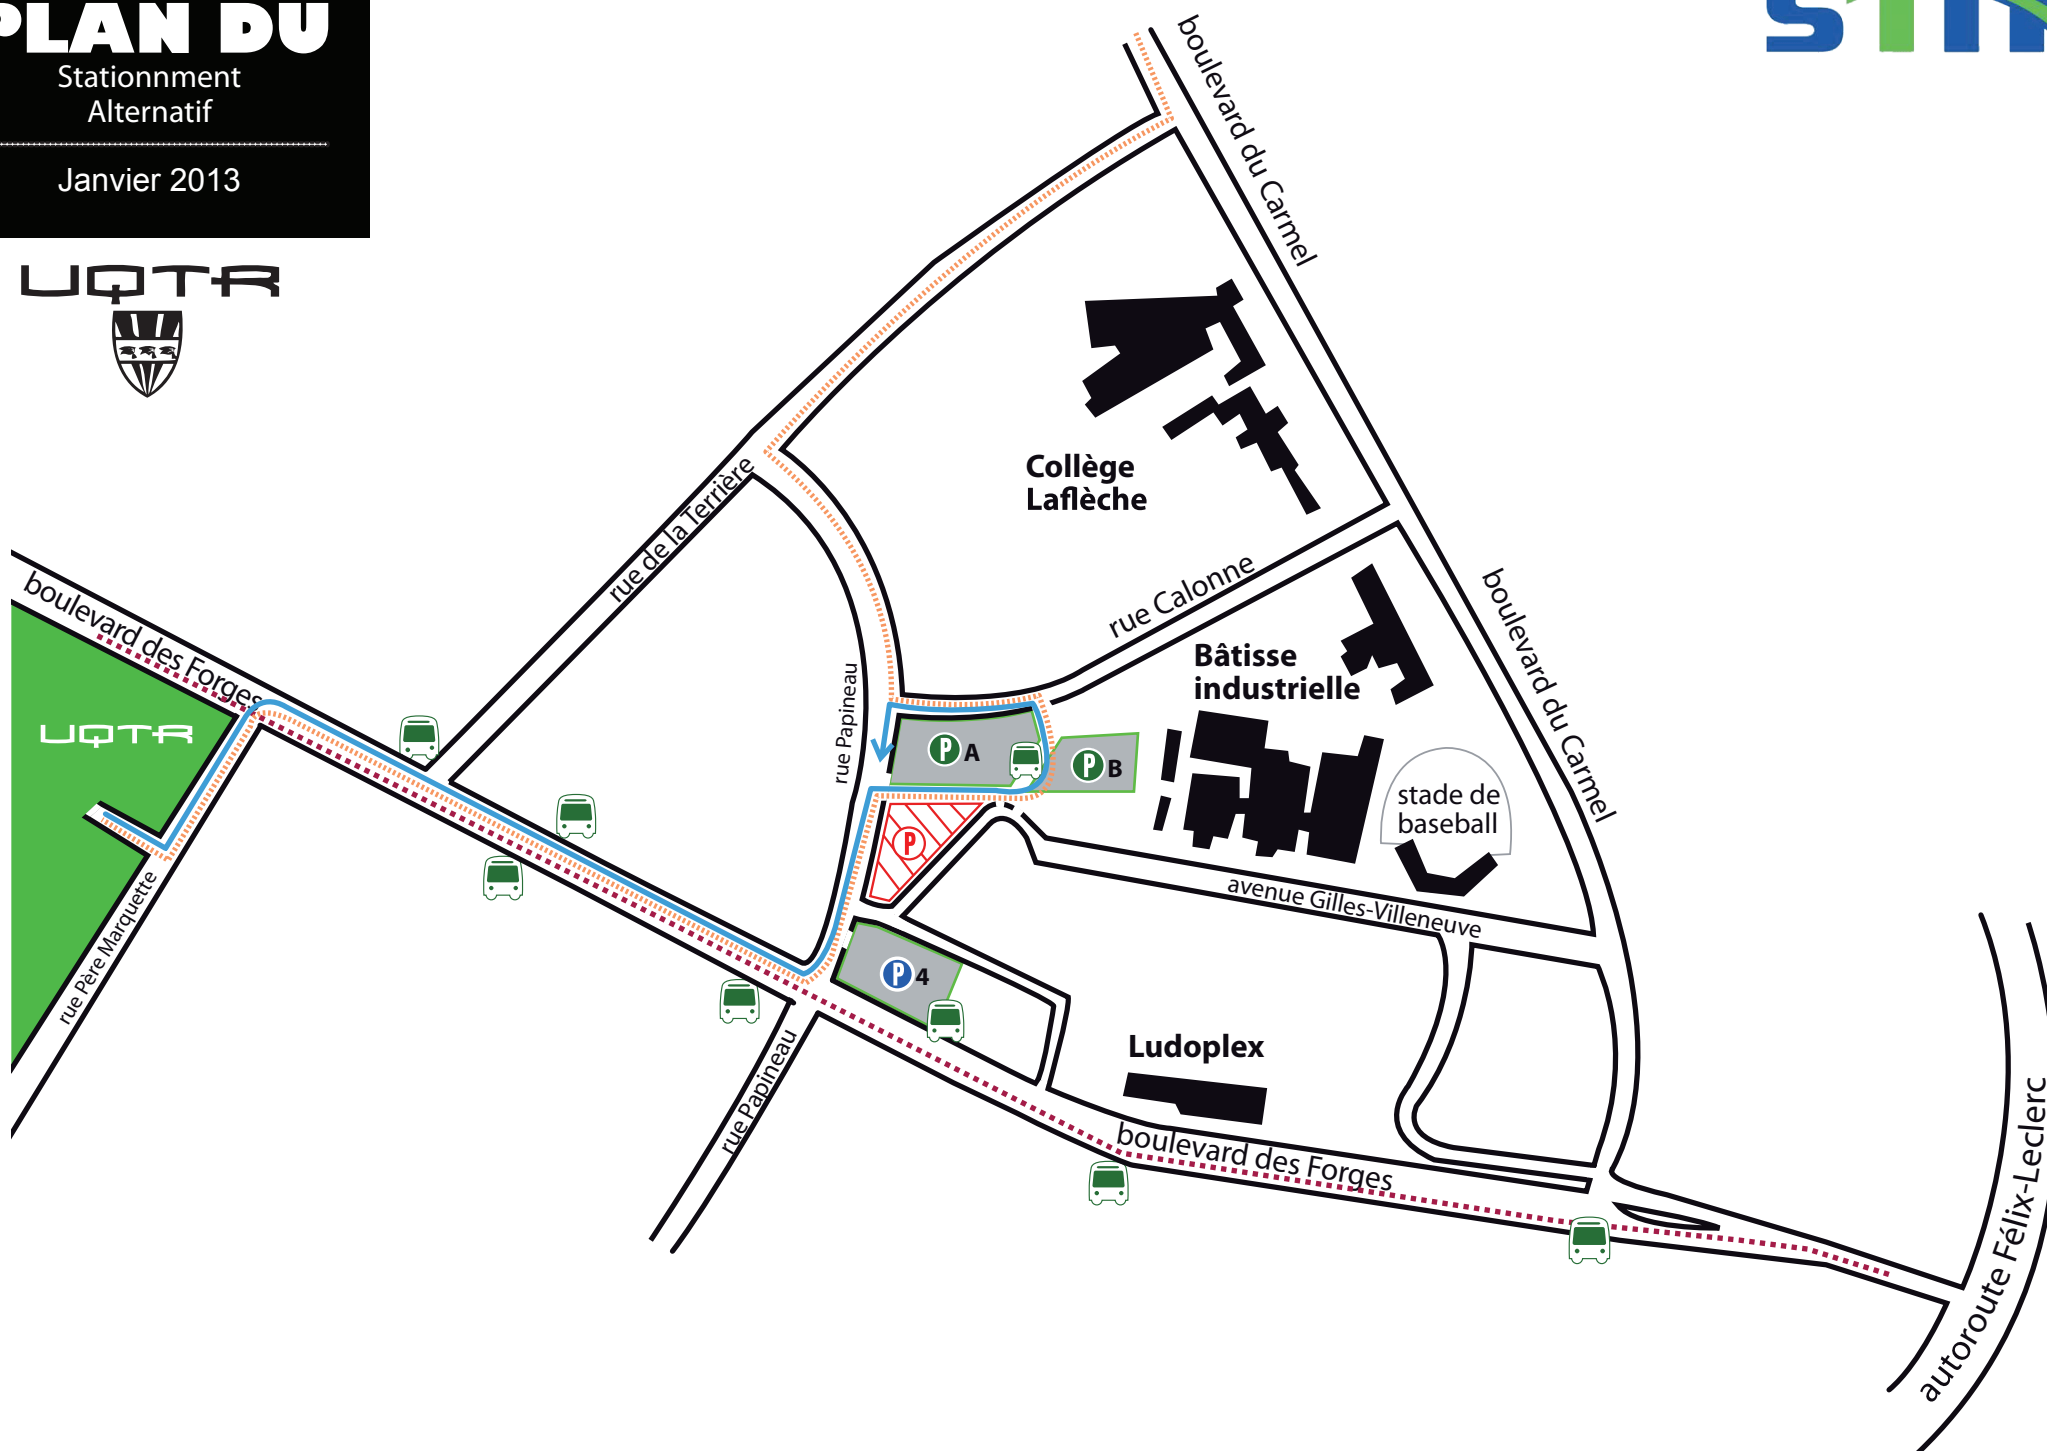 PLAN DU
Stationnment
Alternatif
Janvier 2013
UQTR
boulevard du Carmel
Collège
Laflèche
rue de la Terrière
rue Calonne
boulevard des Forges
UQTR
rue Papineau
Bâtisse
industrielle
boulevard du Carmel
P A
P B
stade de
baseball
P
avenue Gilles-Villeneuve
rue Père Marquette
P 4
rue Papineau
Ludoplex
boulevard des Forges
autoroute Félix-Leclerc